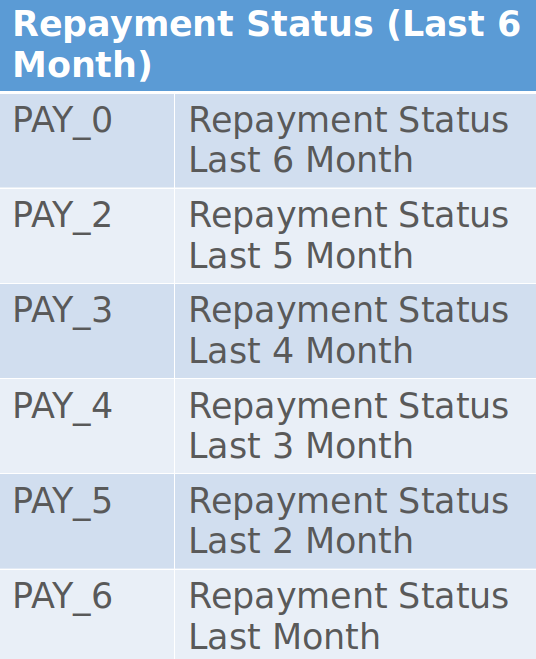 Repayment Status (Last 6
Month)
PAY_0
Repayment Status
Last 6 Month
PAY_2
Repayment Status
Last 5 Month
PAY_3
Repayment Status
Last 4 Month
PAY_4
Repayment Status
Last 3 Month
PAY_5
Repayment Status
Last 2 Month
PAY_6
Repayment Status
Last Month